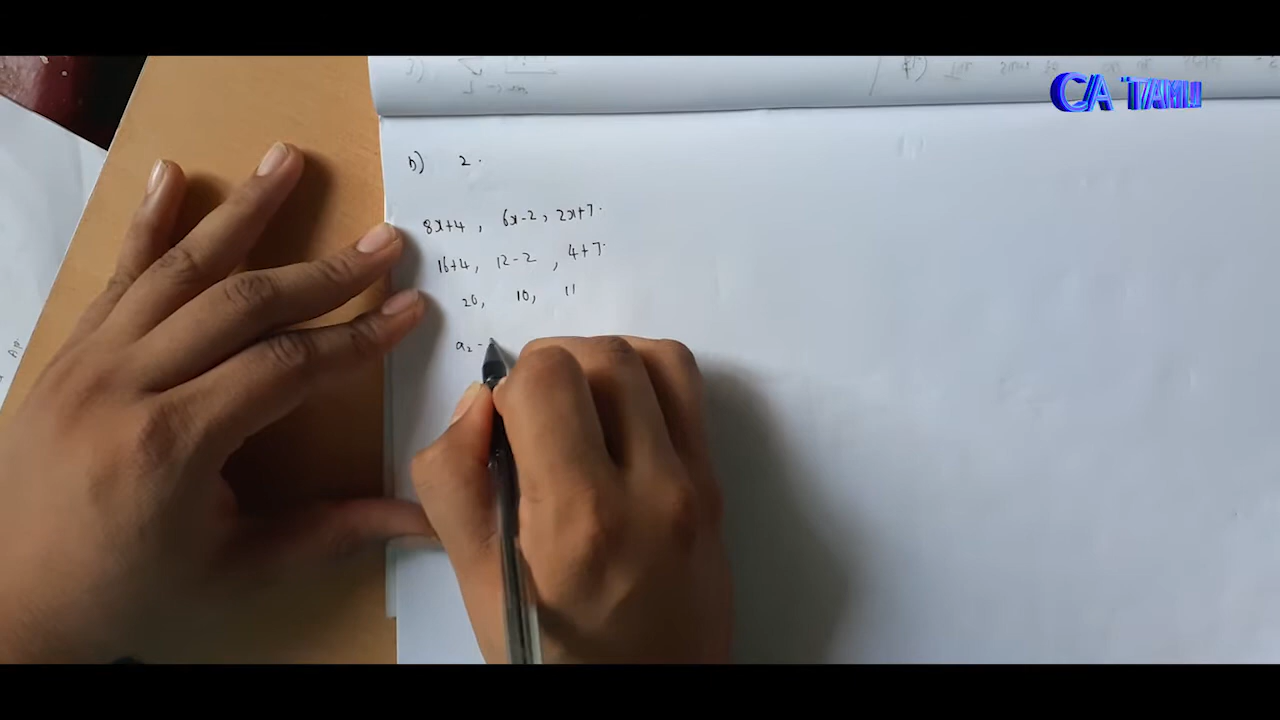 CA TAMIL
b) 2.
8x+4, 6x-2, 2x+7.
16+4, 12-2, 4+7.
20, 10, 11
a₂ -